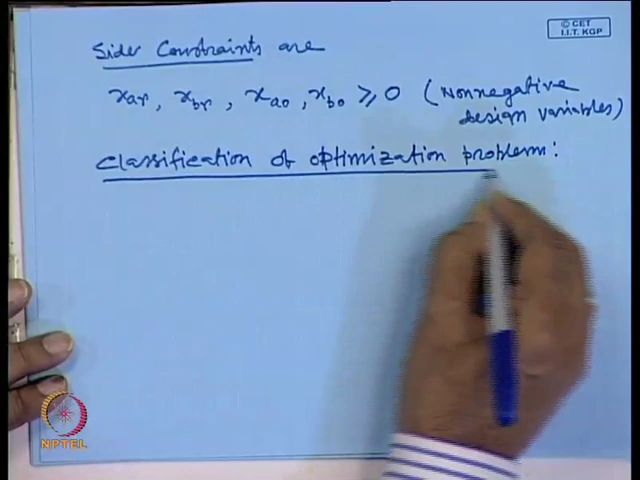 © CET
I.I.T. KGP
Side Constraints are
xar, xbr, xao, xbo ≥ 0 (Nonnegative
design variables)
Classification of optimization problem:
NPTEL